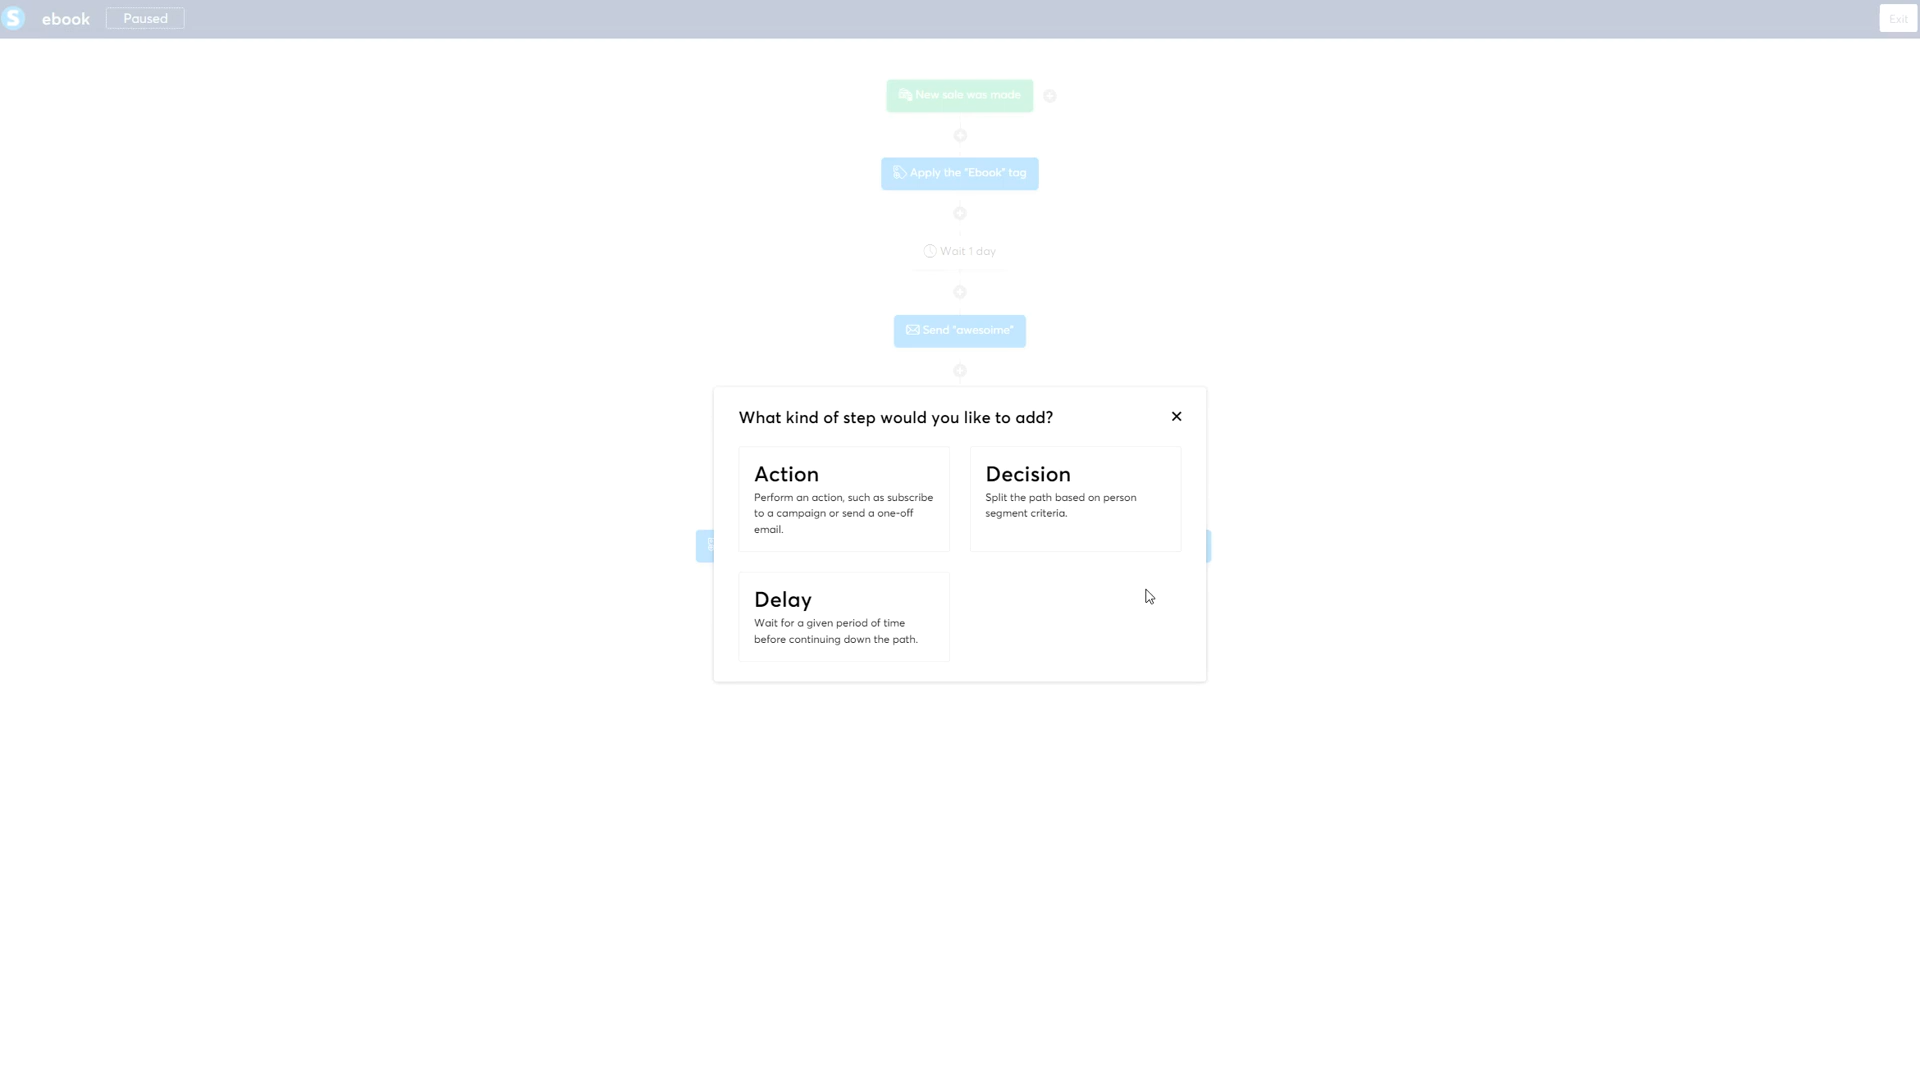 S ebook Paused Exit
New sale was made
Apply the "Ebook" tag
Wait 1 day
Send "awesoime"
What kind of step would you like to add?
Action
Perform an action, such as subscribe
to a campaign or send a one-off
email.
Decision
Split the path based on person
segment criteria.
Delay
Wait for a given period of time
before continuing down the path.